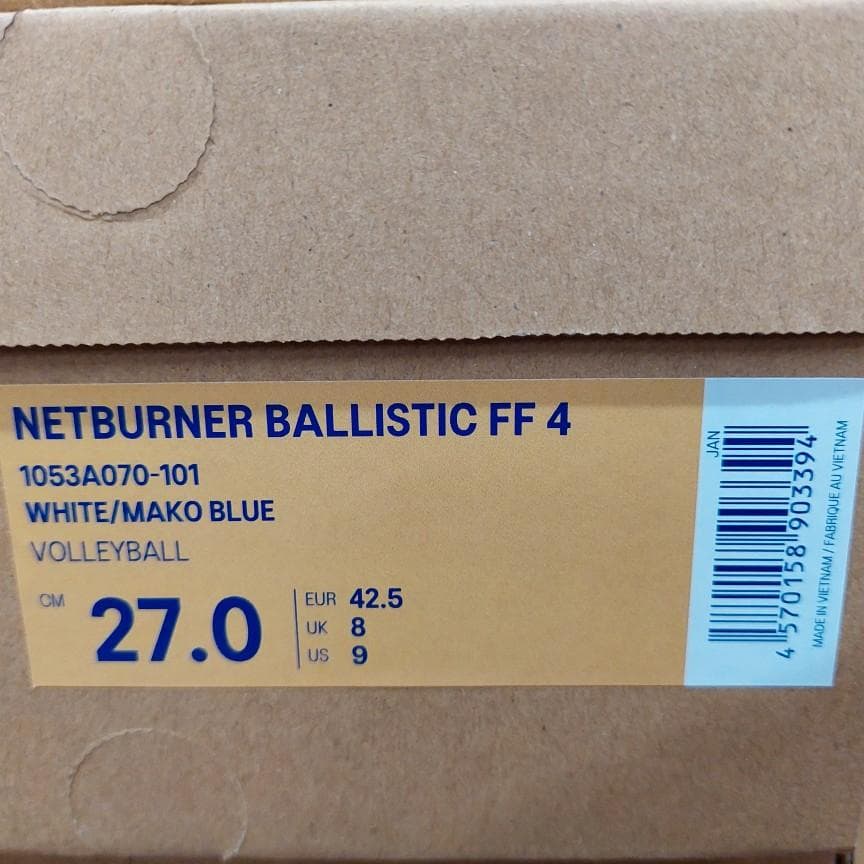 NETBURNER BALLISTIC FF 4
1053A070-101
WHITE/MAKO BLUE
VOLLEYBALL
CM 27.0
EUR 42.5
UK 8
US 9
JAN
4 570158 903394
MADE IN VIETNAM / FABRIQUE AU VIETNAM